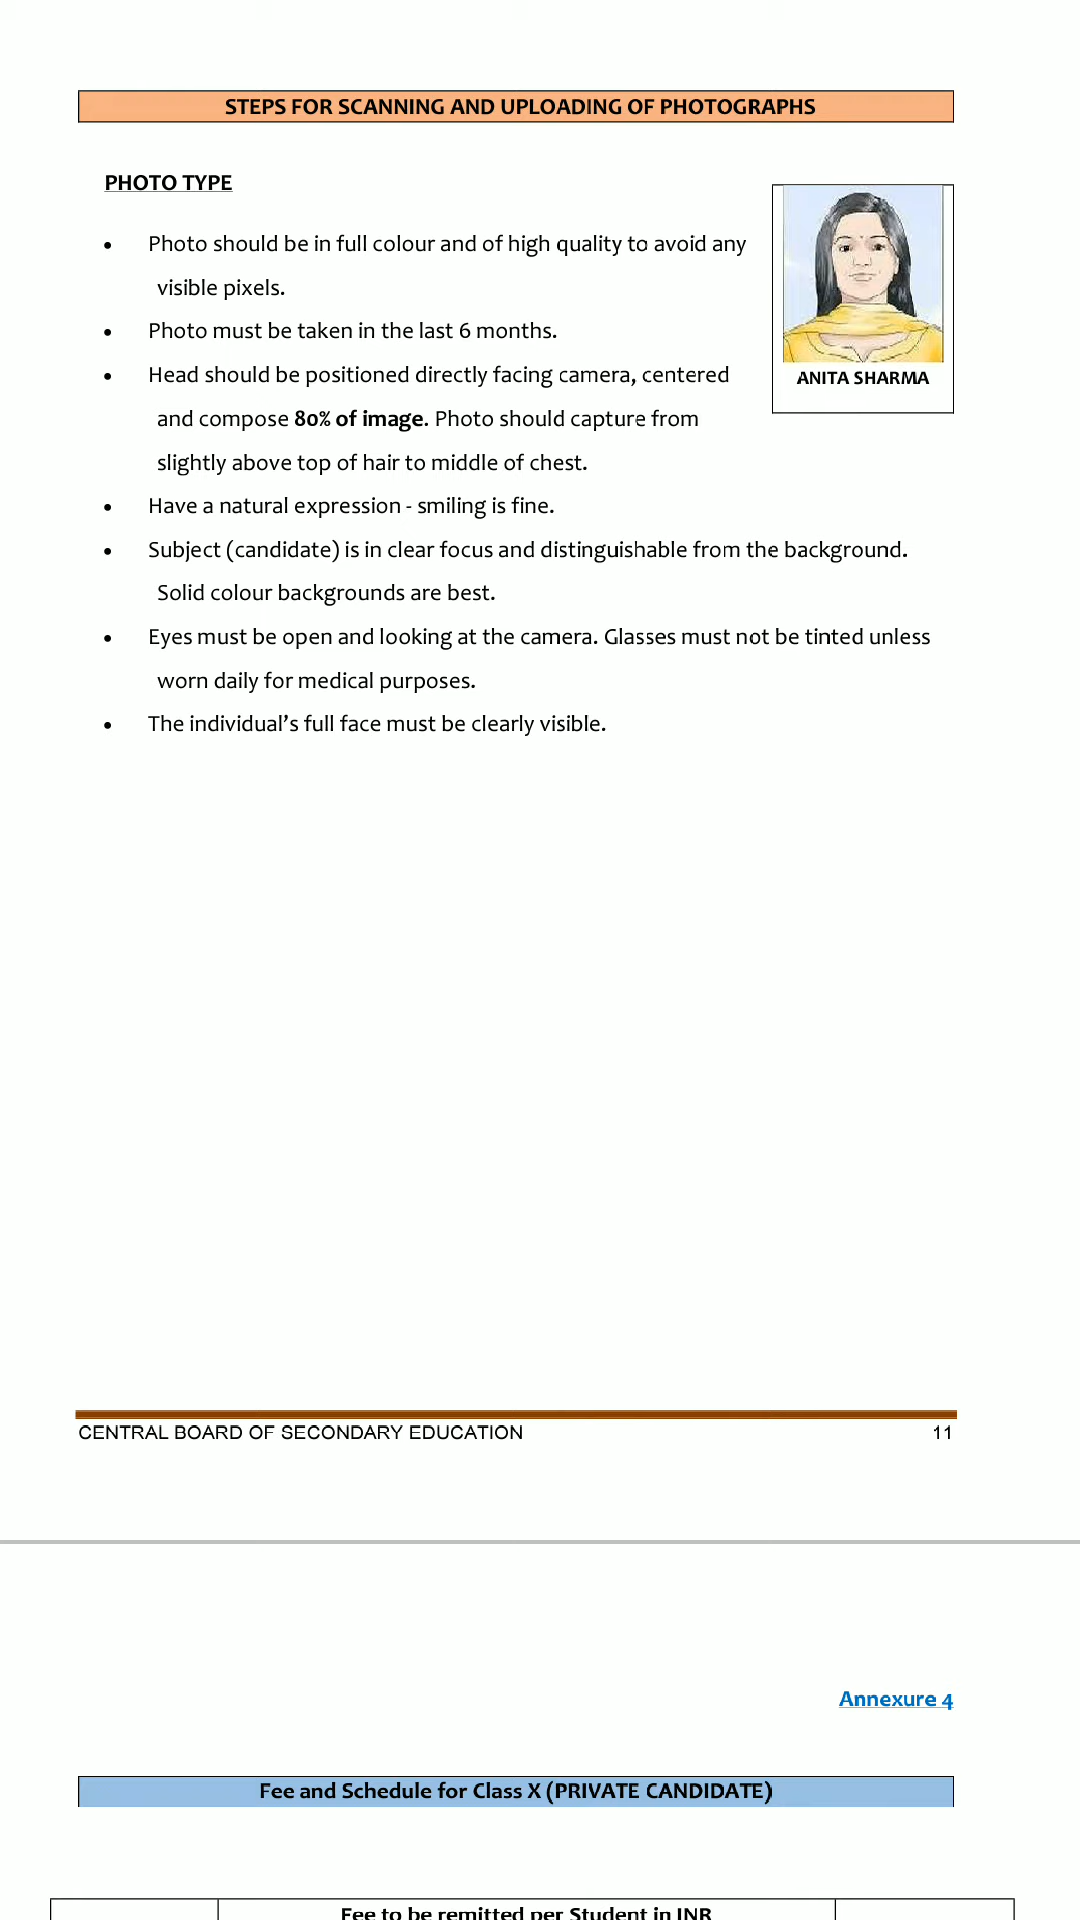 STEPS FOR SCANNING AND UPLOADING OF PHOTOGRAPHS
PHOTO TYPE
• Photo should be in full colour and of high quality to avoid any
visible pixels.
• Photo must be taken in the last 6 months.
• Head should be positioned directly facing camera, centered
and compose 80% of image. Photo should capture from
slightly above top of hair to middle of chest.
ANITA SHARMA
• Have a natural expression - smiling is fine.
• Subject (candidate) is in clear focus and distinguishable from the background.
Solid colour backgrounds are best.
• Eyes must be open and looking at the camera. Glasses must not be tinted unless
worn daily for medical purposes.
• The individual’s full face must be clearly visible.
CENTRAL BOARD OF SECONDARY EDUCATION 11
Annexure 4
Fee and Schedule for Class X (PRIVATE CANDIDATE)
Fee to be remitted per Student in INR